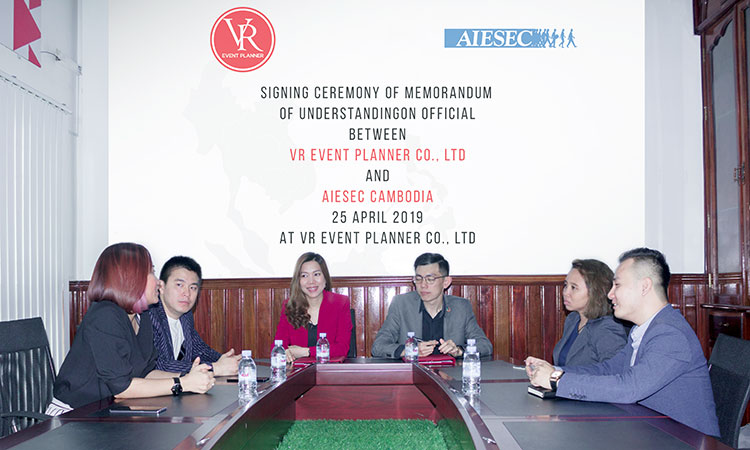 VR
EVENT PLANNER
AIESEC
SIGNING CEREMONY OF MEMORANDUM
OF UNDERSTANDINGON OFFICIAL
BETWEEN
VR EVENT PLANNER CO., LTD
AND
AIESEC CAMBODIA
25 APRIL 2019
AT VR EVENT PLANNER CO., LTD